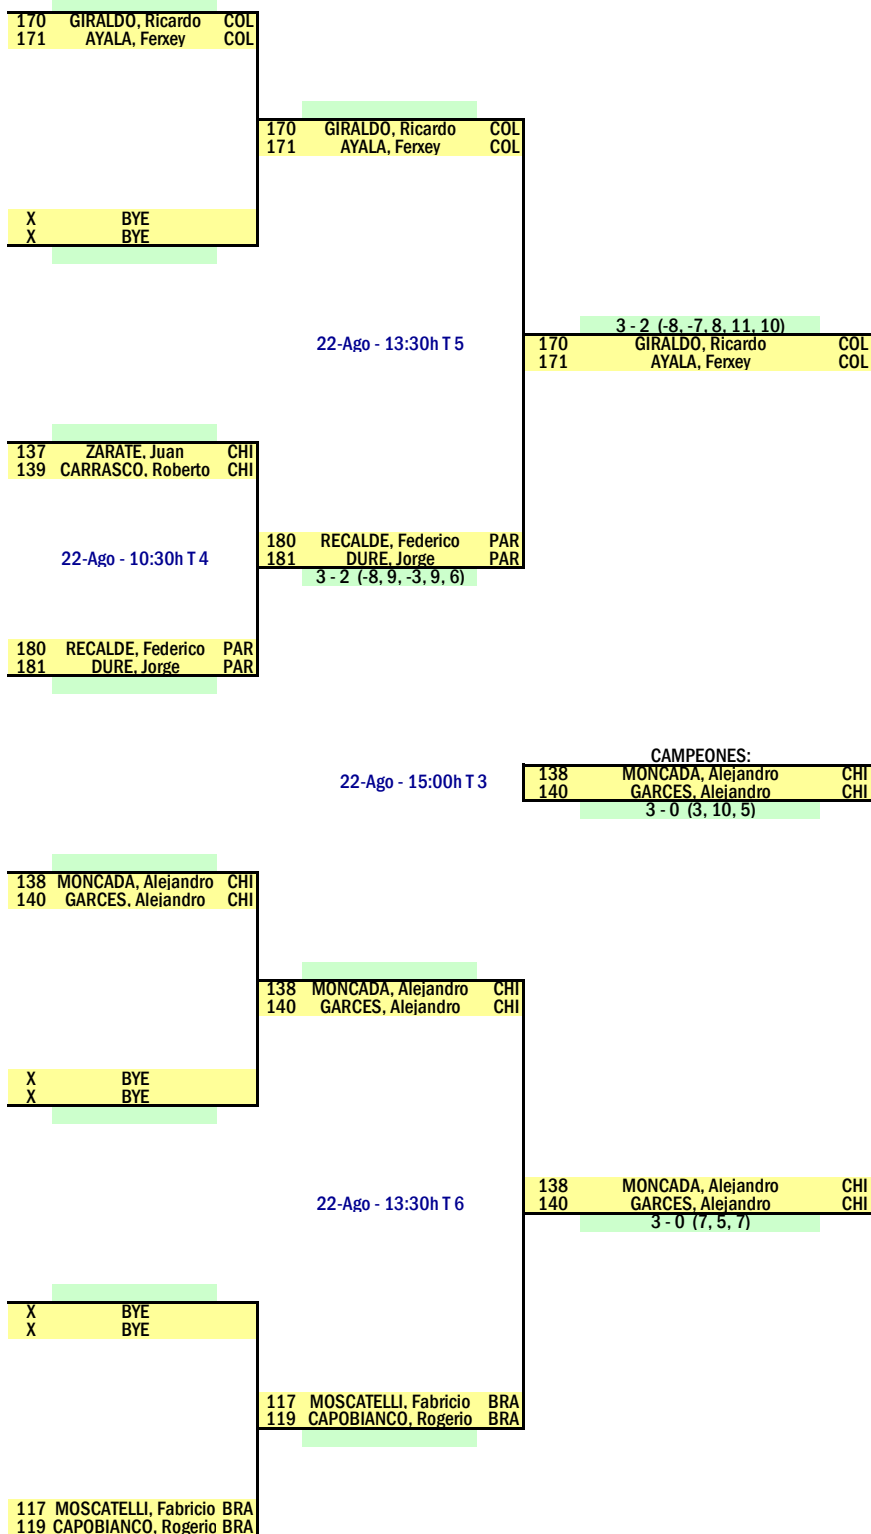 170 GIRALDO, Ricardo COL
171 AYALA, Ferxey COL
170 GIRALDO, Ricardo COL
171 AYALA, Ferxey COL
X BYE
X BYE
3 - 2 (-8, -7, 8, 11, 10)
22-Ago - 13:30h T 5
170 GIRALDO, Ricardo COL
171 AYALA, Ferxey COL
137 ZARATE, Juan CHI
139 CARRASCO, Roberto CHI
22-Ago - 10:30h T 4
180 RECALDE, Federico PAR
181 DURE, Jorge PAR
3 - 2 (-8, 9, -3, 9, 6)
180 RECALDE, Federico PAR
181 DURE, Jorge PAR
CAMPEONES:
22-Ago - 15:00h T 3
138 MONCADA, Alejandro CHI
140 GARCES, Alejandro CHI
3 - 0 (3, 10, 5)
138 MONCADA, Alejandro CHI
140 GARCES, Alejandro CHI
138 MONCADA, Alejandro CHI
140 GARCES, Alejandro CHI
X BYE
X BYE
22-Ago - 13:30h T 6
138 MONCADA, Alejandro CHI
140 GARCES, Alejandro CHI
3 - 0 (7, 5, 7)
X BYE
X BYE
117 MOSCATELLI, Fabricio BRA
119 CAPOBIANCO, Rogerio BRA
117 MOSCATELLI, Fabricio BRA
119 CAPOBIANCO, Rogerio BRA